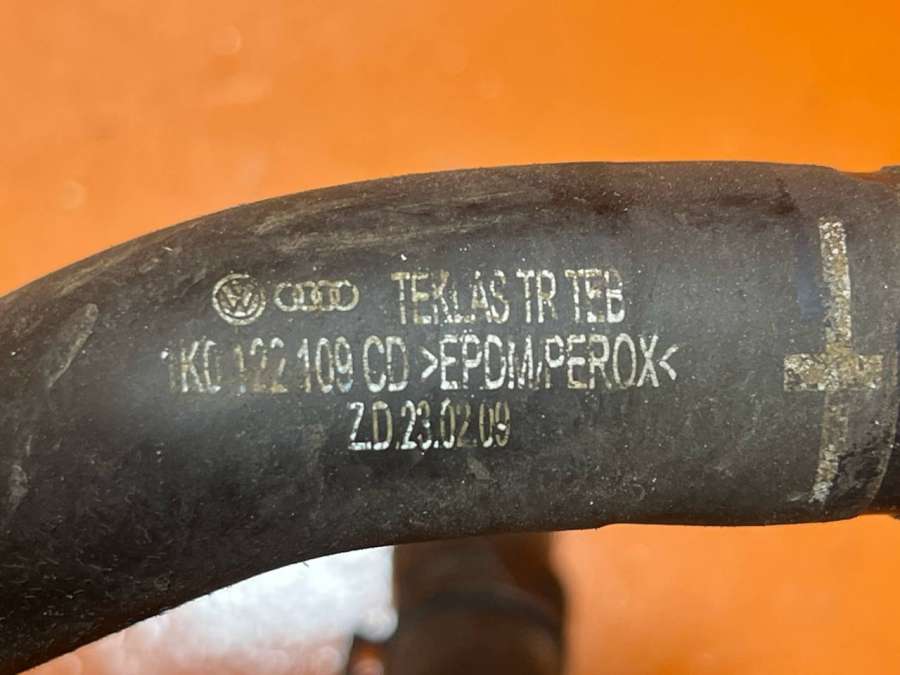 TEKLAS TR TEB
1K0 122 109 CD >EPDM/PEROX<
Z.D.23.02.09